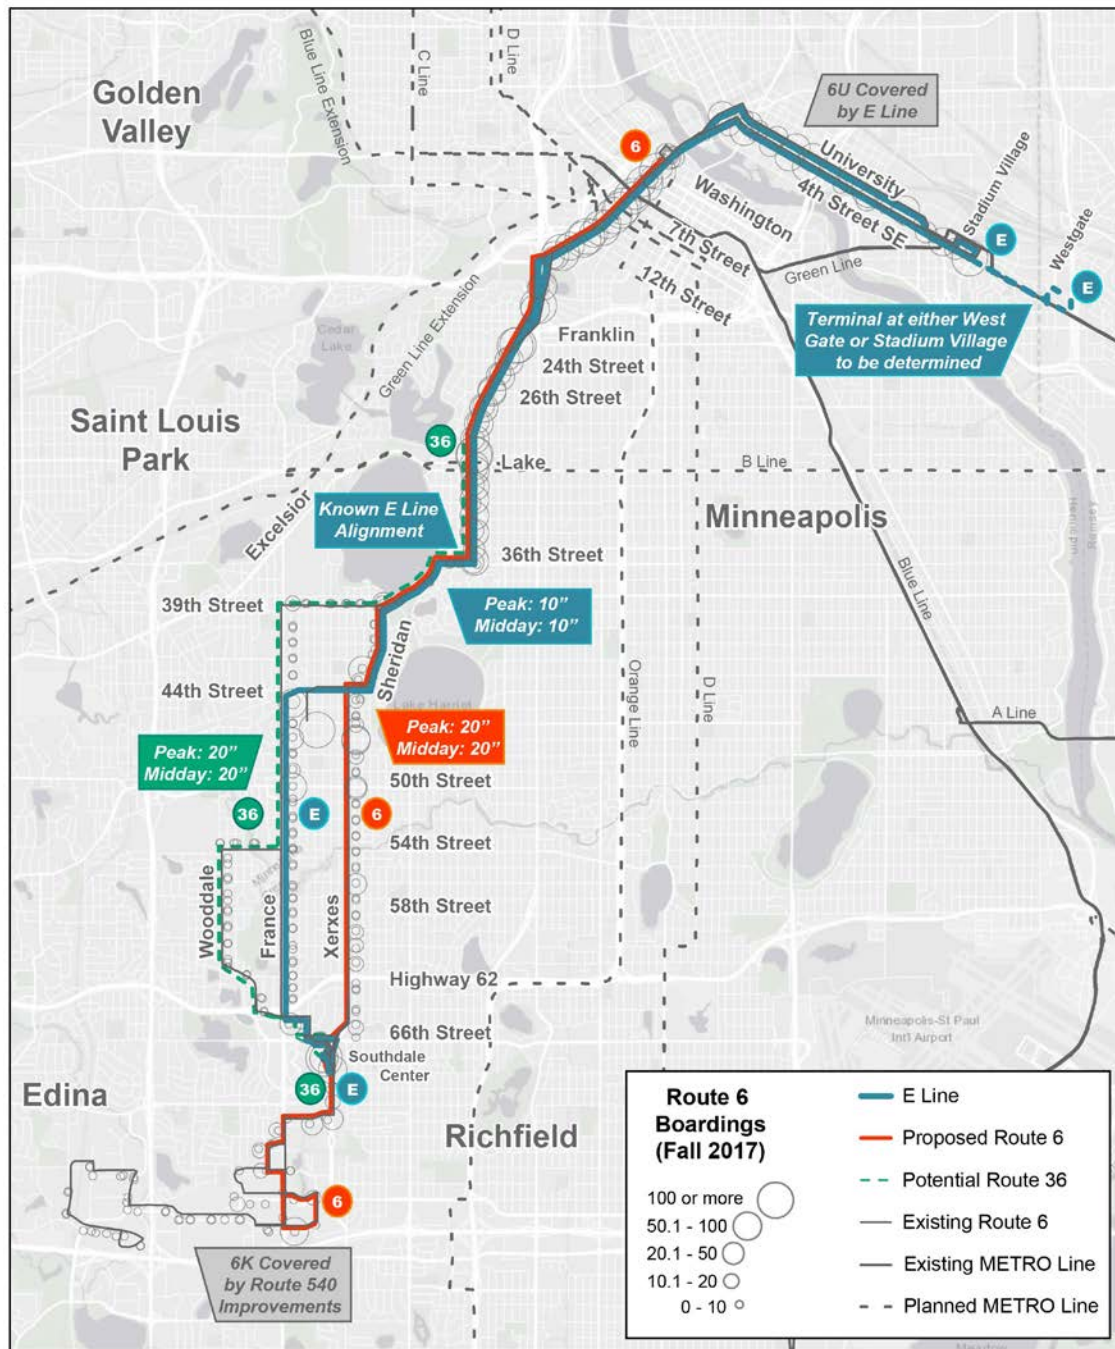 Golden
Valley
Blue Line Extension
C Line
D Line
6U Covered
by E Line
6
University
4th Street SE
Stadium Village
Westgate
E
E
Washington
7th Street
12th Street
Green Line
Terminal at either West
Gate or Stadium Village
to be determined
Cedar
Lake
Green Line Extension
Franklin
24th Street
26th Street
Saint Louis
Park
36
Lake
B Line
Excelsior
Known E Line
Alignment
Minneapolis
Hennepin
Ramsey
36th Street
39th Street
Peak: 10”
Midday: 10”
Blue Line
Sheridan
44th Street
Lake Harriet
Orange Line
D Line
A Line
Peak: 20”
Midday: 20”
Peak: 20”
Midday: 20”
50th Street
36
E
6
54th Street
Wooddale
France
Xerxes
58th Street
Highway 62
66th Street
Minneapolis-St Paul
Int'l Airport
Southdale
Center
Edina
36
E
Richfield
6
6K Covered
by Route 540
Improvements
Route 6
Boardings
(Fall 2017)
100 or more
50.1 - 100
20.1 - 50
10.1 - 20
0 - 10
E Line
Proposed Route 6
Potential Route 36
Existing Route 6
Existing METRO Line
Planned METRO Line